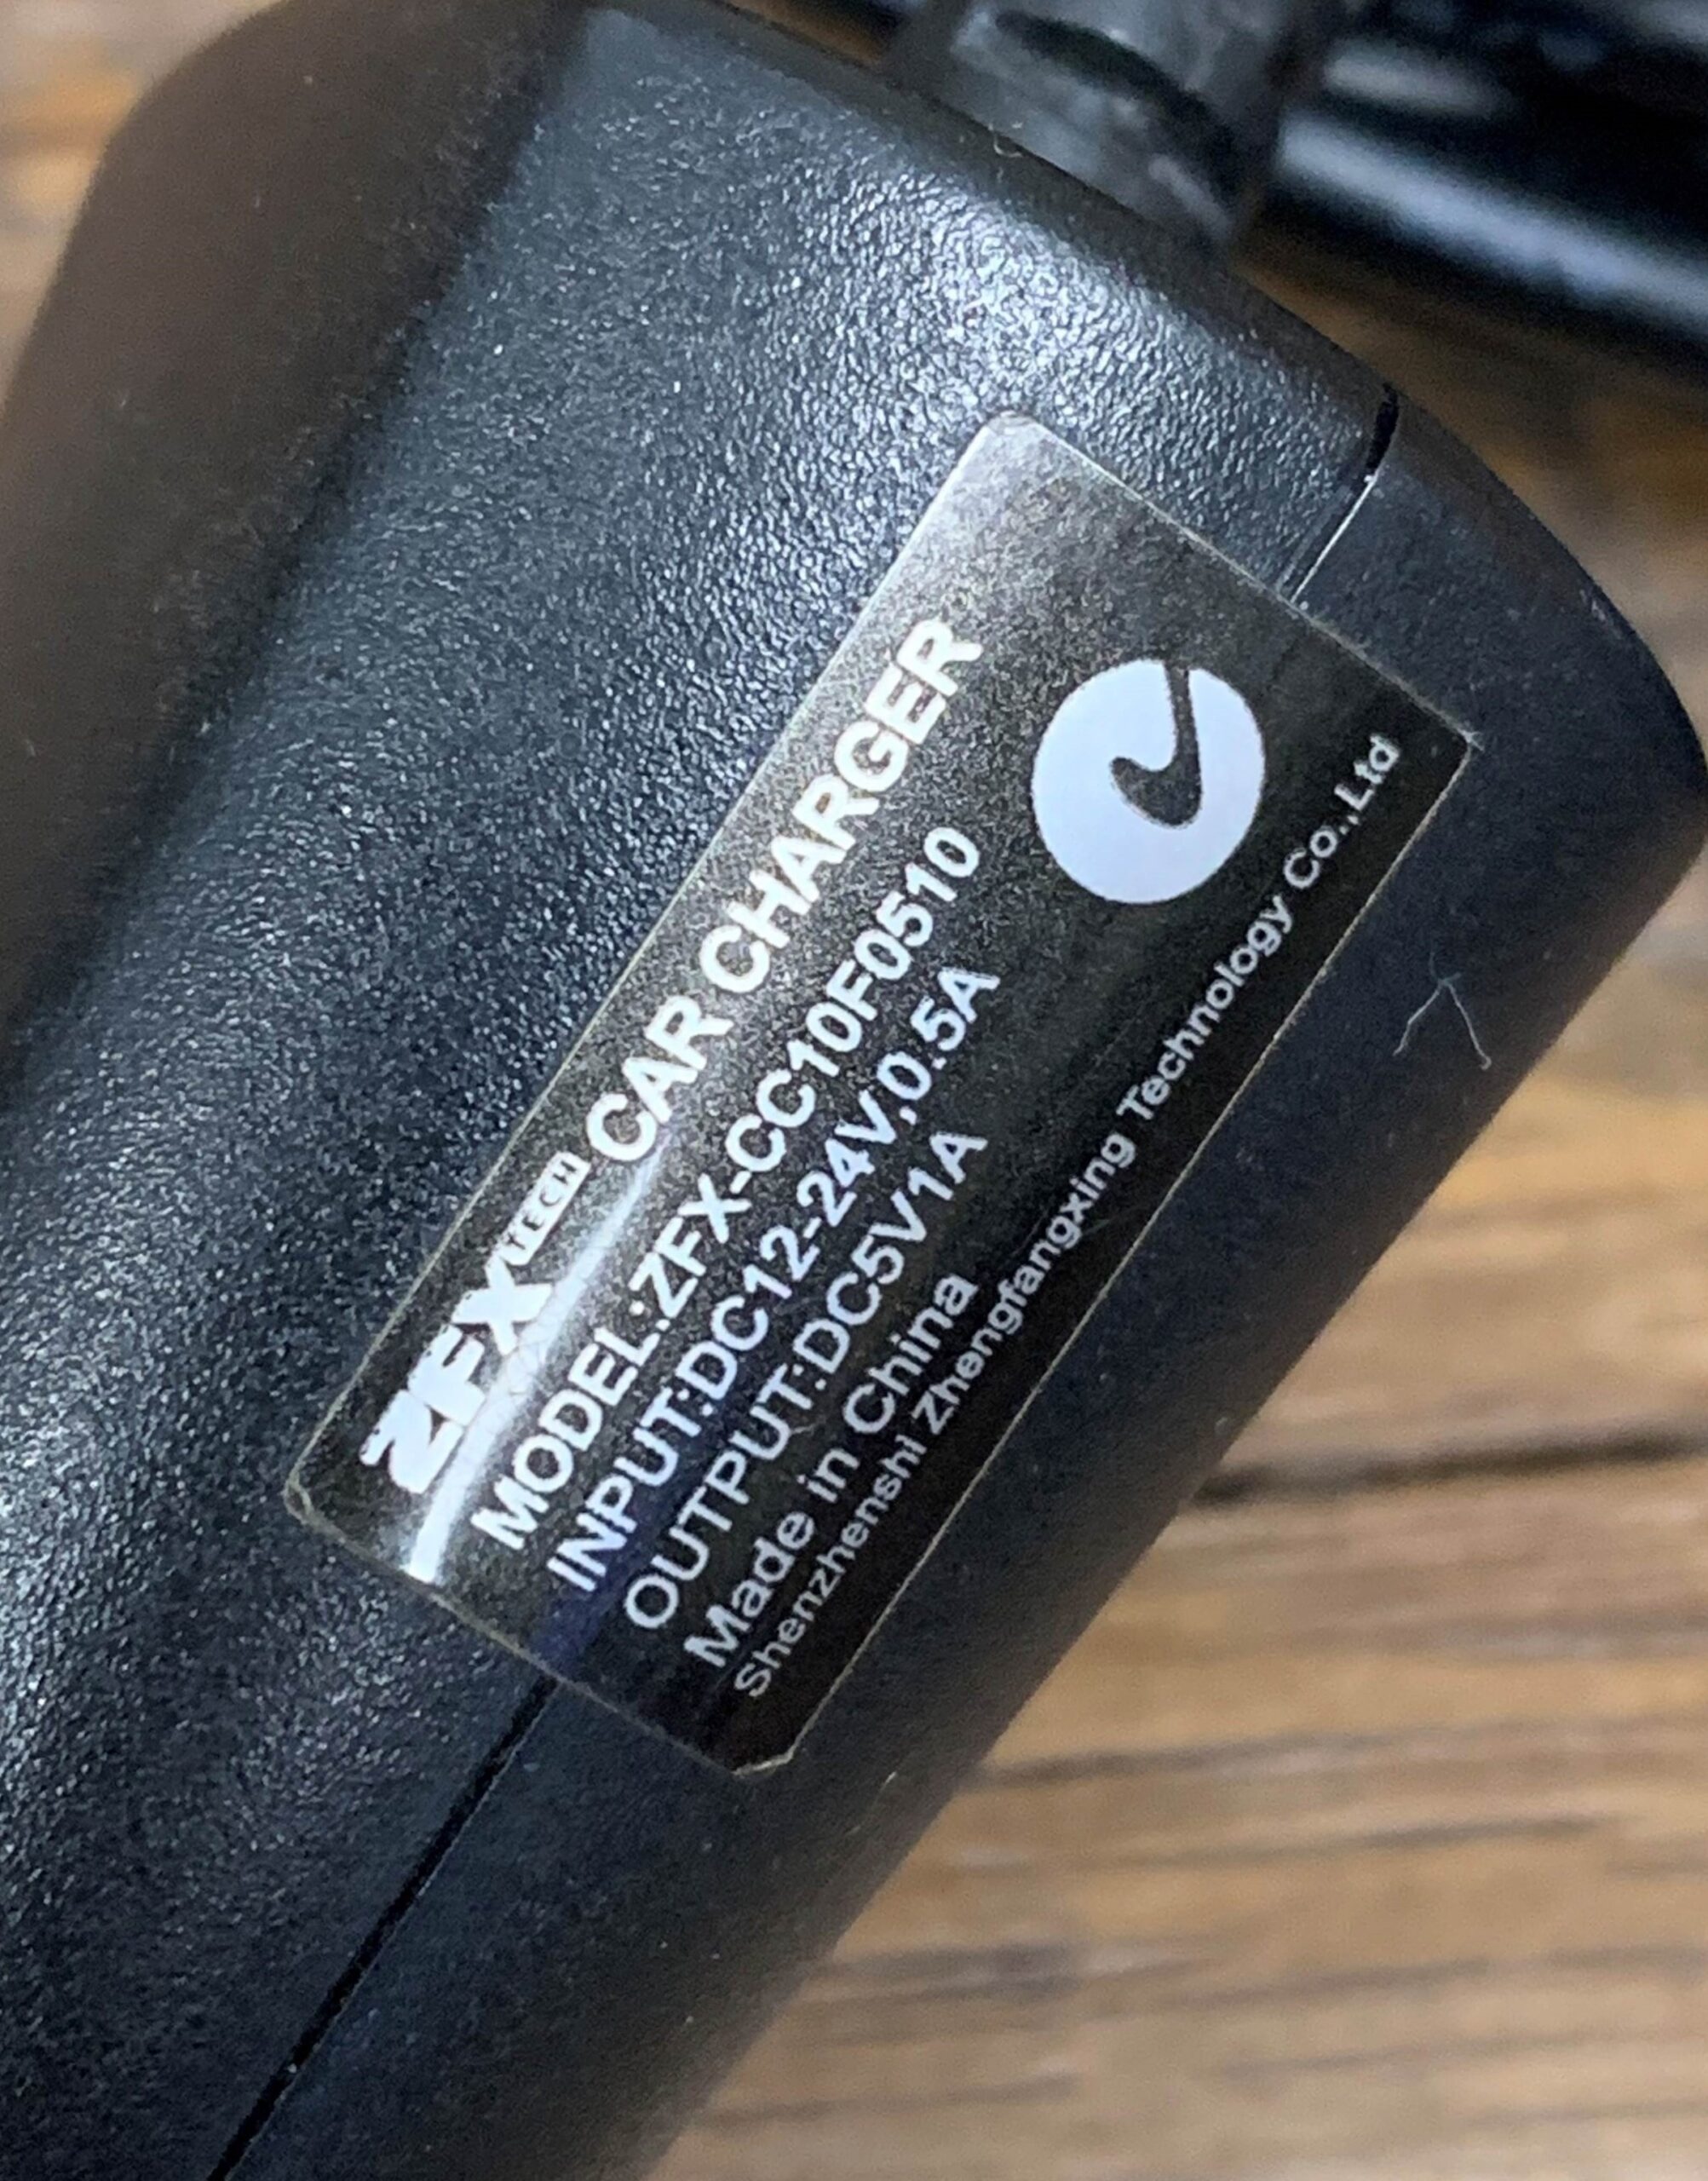 ZFX TECH CAR CHARGER
MODEL:ZFX-CC10F0510
INPUT:DC12-24V,0.5A
OUTPUT:DC5V1A
Made in China
Shenzhenshi Zhengfangxing Technology Co.,Ltd